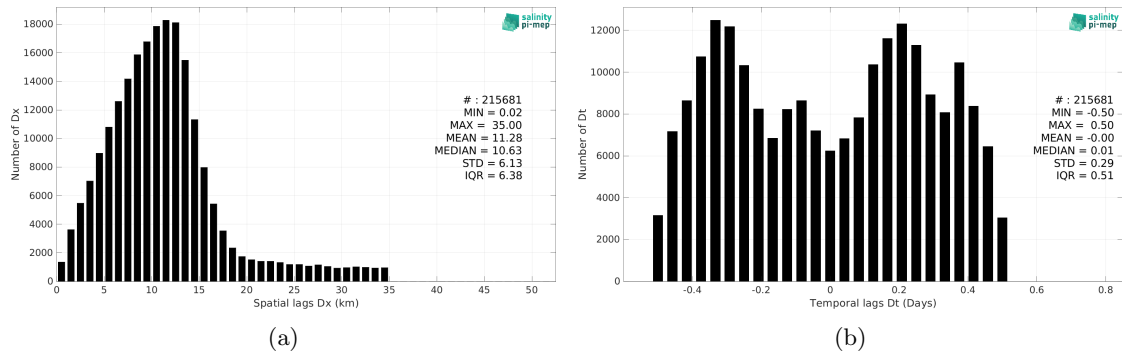 salinity
pi-mep
Number of Dx
18000
16000
14000
12000
10000
8000
6000
4000
2000
0
# : 215681
MIN = 0.02
MAX = 35.00
MEAN = 11.28
MEDIAN = 10.63
STD = 6.13
IQR = 6.38
0 5 10 15 20 25 30 35 40 45 50
Spatial lags Dx (km)
(a)
salinity
pi-mep
Number of Dt
12000
10000
8000
6000
4000
2000
0
# : 215681
MIN = -0.50
MAX = 0.50
MEAN = -0.00
MEDIAN = 0.01
STD = 0.29
IQR = 0.51
-0.4 -0.2 0 0.2 0.4 0.6 0.8
Temporal lags Dt (Days)
(b)